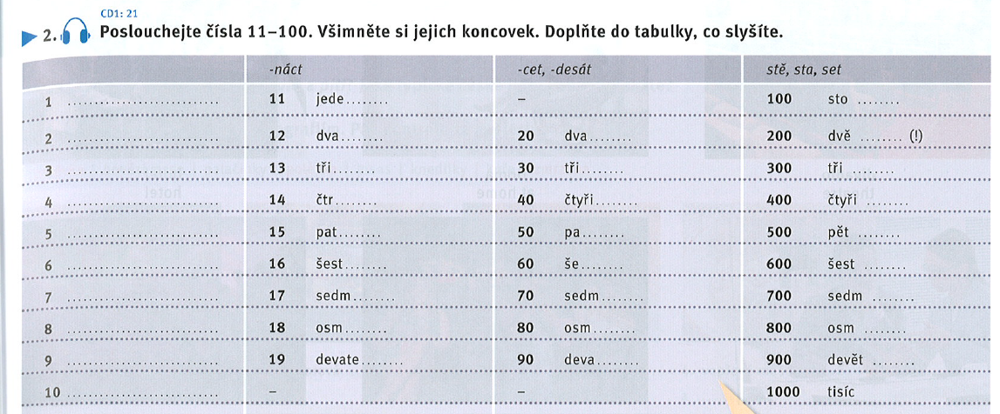 CD1: 21
2. Poslouchejte čísla 11–100. Všimněte si jejich koncovek. Doplňte do tabulky, co slyšíte.
-náct -cet, -desát stě, sta, set
1 .......................... 11 jede........ – 100 sto ........
2 .......................... 12 dva........ 20 dva........ 200 dvě ........ (!)
3 .......................... 13 tři........ 30 tři........ 300 tři ........
4 .......................... 14 čtr........ 40 čtyři........ 400 čtyři ........
5 .......................... 15 pat........ 50 pa........ 500 pět ........
6 .......................... 16 šest........ 60 še........ 600 šest ........
7 .......................... 17 sedm........ 70 sedm........ 700 sedm ........
8 .......................... 18 osm........ 80 osm........ 800 osm ........
9 .......................... 19 devate........ 90 deva........ 900 devět ........
10 – – 1000 tisíc